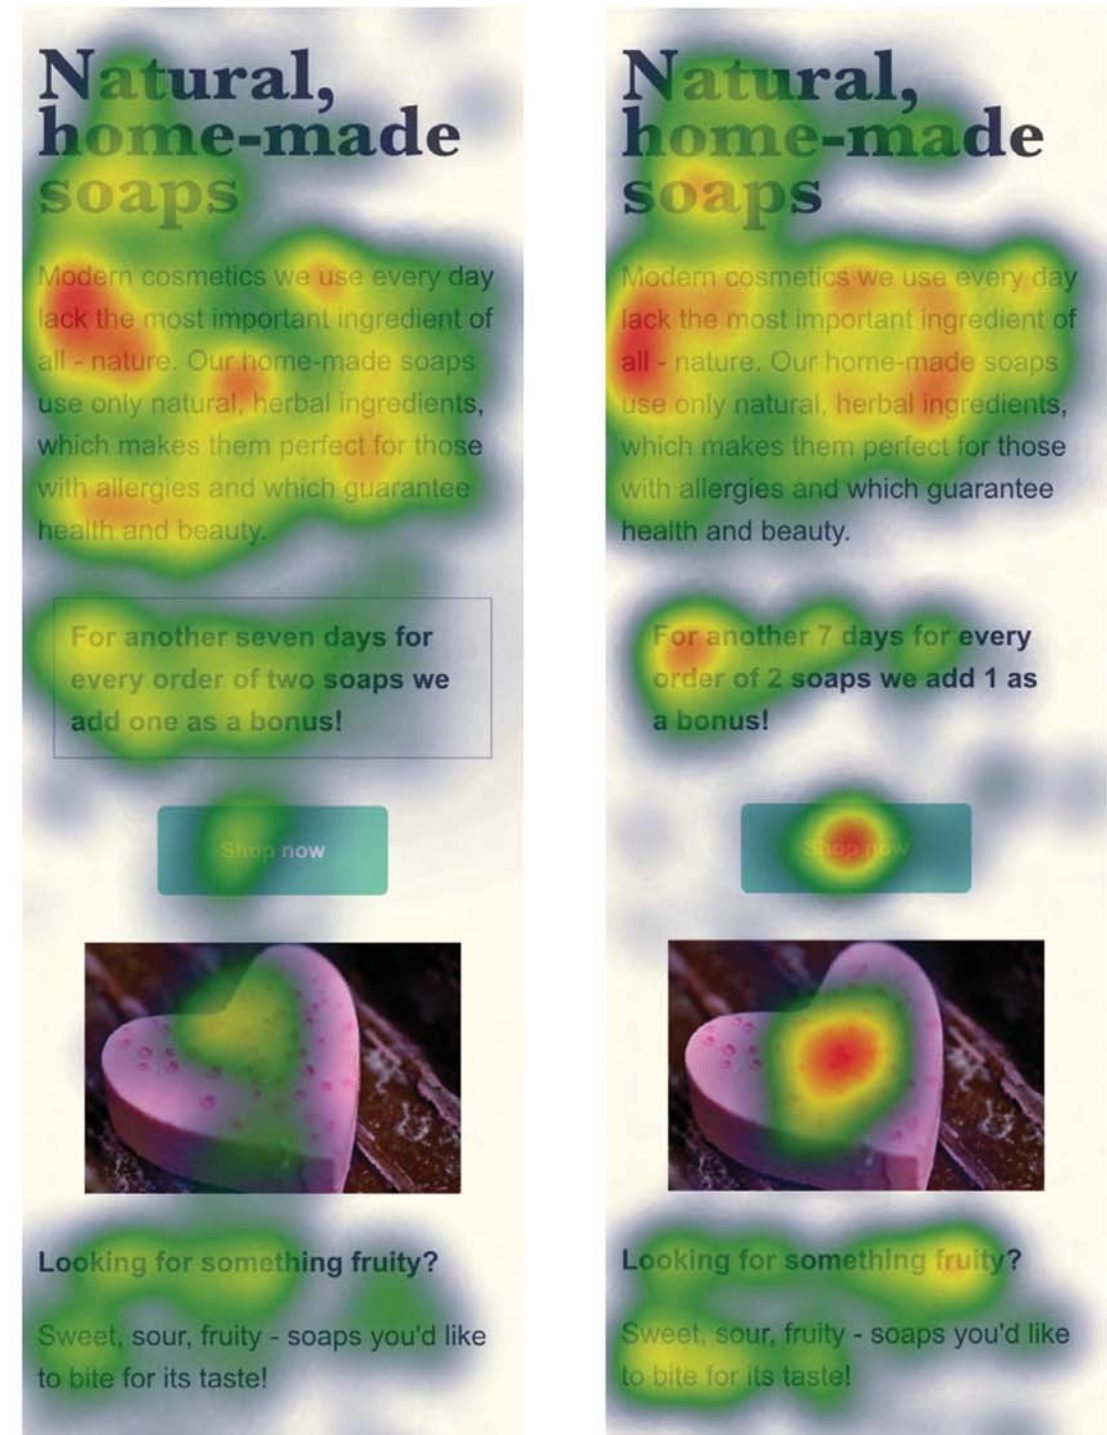 Natural,
home-made
soaps
Modern cosmetics we use every day
lack the most important ingredient of
all - nature. Our home-made soaps
use only natural, herbal ingredients,
which makes them perfect for those
with allergies and which guarantee
health and beauty.
For another seven days for
every order of two soaps we
add one as a bonus!
Shop now
Looking for something fruity?
Sweet, sour, fruity - soaps you'd like
to bite for its taste!
Natural,
home-made
soaps
Modern cosmetics we use every day
lack the most important ingredient of
all - nature. Our home-made soaps
use only natural, herbal ingredients,
which makes them perfect for those
with allergies and which guarantee
health and beauty.
For another 7 days for every
order of 2 soaps we add 1 as
a bonus!
Shop now
Looking for something fruity?
Sweet, sour, fruity - soaps you'd like
to bite for its taste!